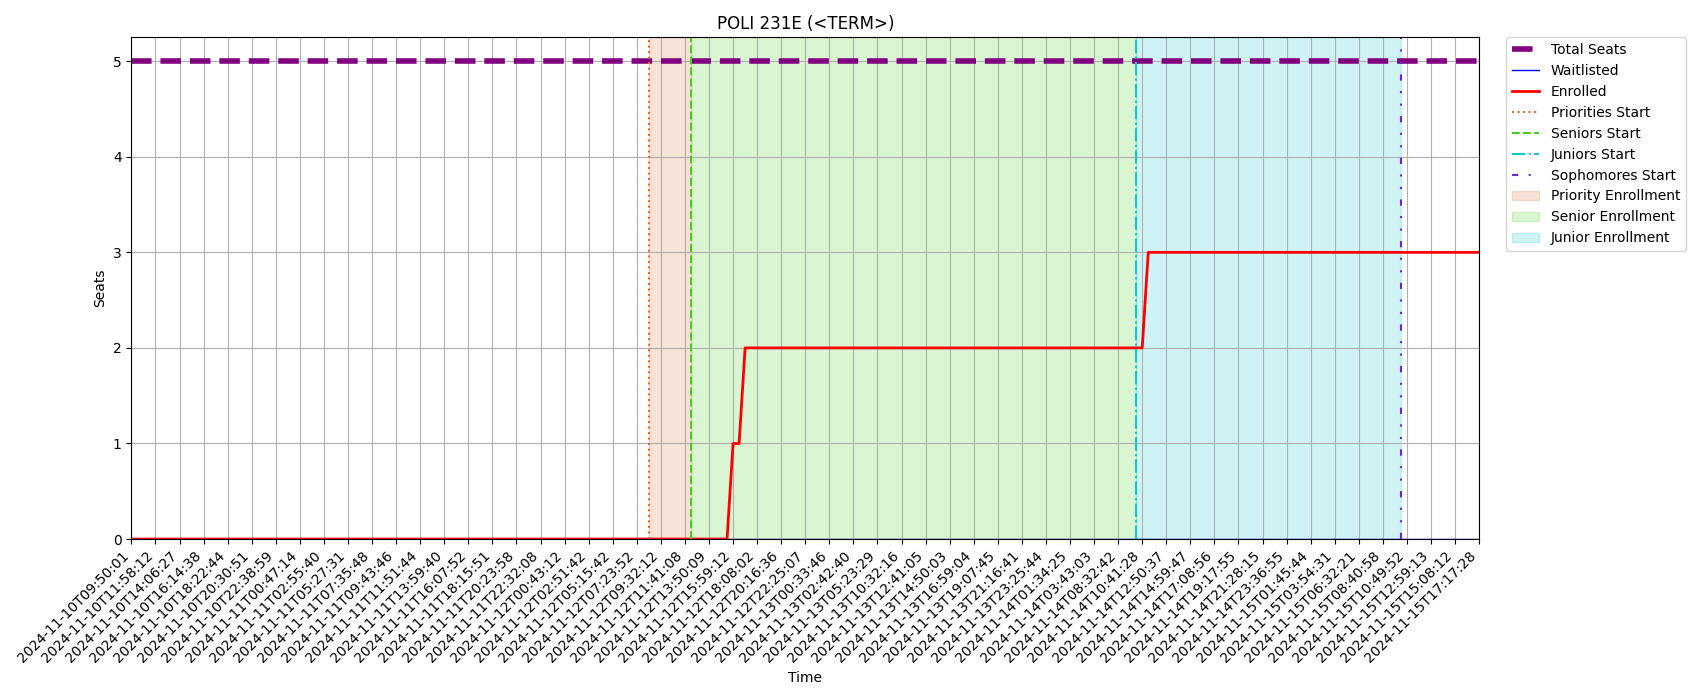 POLI 231E (<TERM>)
Total Seats
Waitlisted
Enrolled
Priorities Start
Seniors Start
Juniors Start
Sophomores Start
Priority Enrollment
Senior Enrollment
Junior Enrollment
Seats
5
4
3
2
1
0
2024-11-10T09:50:01
2024-11-10T11:58:12
2024-11-10T14:06:27
2024-11-10T16:14:38
2024-11-10T18:22:44
2024-11-10T20:30:51
2024-11-10T22:38:59
2024-11-11T00:47:14
2024-11-11T02:55:40
2024-11-11T05:27:31
2024-11-11T07:35:48
2024-11-11T09:43:46
2024-11-11T11:51:44
2024-11-11T13:59:40
2024-11-11T16:07:52
2024-11-11T18:15:51
2024-11-11T20:23:58
2024-11-11T22:32:08
2024-11-12T00:43:12
2024-11-12T02:51:42
2024-11-12T05:15:42
2024-11-12T07:23:52
2024-11-12T09:32:12
2024-11-12T11:41:08
2024-11-12T13:50:09
2024-11-12T15:59:12
2024-11-12T18:08:02
2024-11-12T20:16:36
2024-11-12T22:25:07
2024-11-13T00:33:46
2024-11-13T02:42:40
2024-11-13T05:23:29
2024-11-13T10:32:16
2024-11-13T12:41:05
2024-11-13T14:50:03
2024-11-13T16:59:04
2024-11-13T19:07:45
2024-11-13T21:16:41
2024-11-13T23:25:44
2024-11-14T01:34:25
2024-11-14T03:43:03
2024-11-14T08:32:42
2024-11-14T10:41:28
2024-11-14T12:50:37
2024-11-14T14:59:47
2024-11-14T17:08:56
2024-11-14T19:17:55
2024-11-14T21:28:15
2024-11-14T23:36:55
2024-11-15T01:45:44
2024-11-15T03:54:31
2024-11-15T06:32:21
2024-11-15T08:40:58
2024-11-15T10:49:52
2024-11-15T12:59:13
2024-11-15T15:08:12
2024-11-15T17:17:28
Time